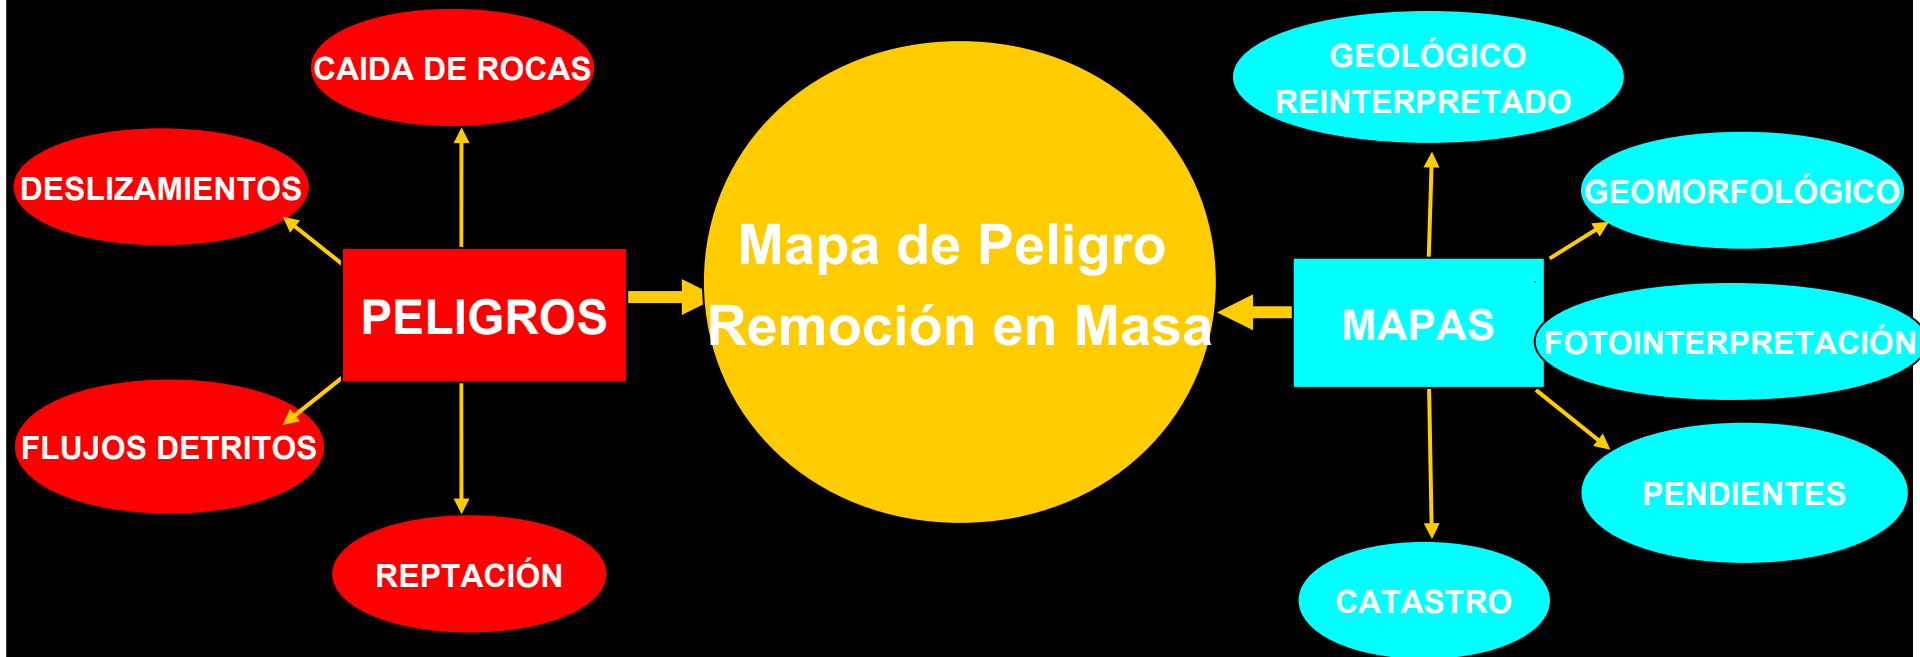 CAIDA DE ROCAS
DESLIZAMIENTOS
PELIGROS
FLUJOS DETRITOS
REPTACIÓN
Mapa de Peligro
Remoción en Masa
GEOLÓGICO
REINTERPRETADO
GEOMORFOLÓGICO
MAPAS
FOTOINTERPRETACIÓN
PENDIENTES
CATASTRO